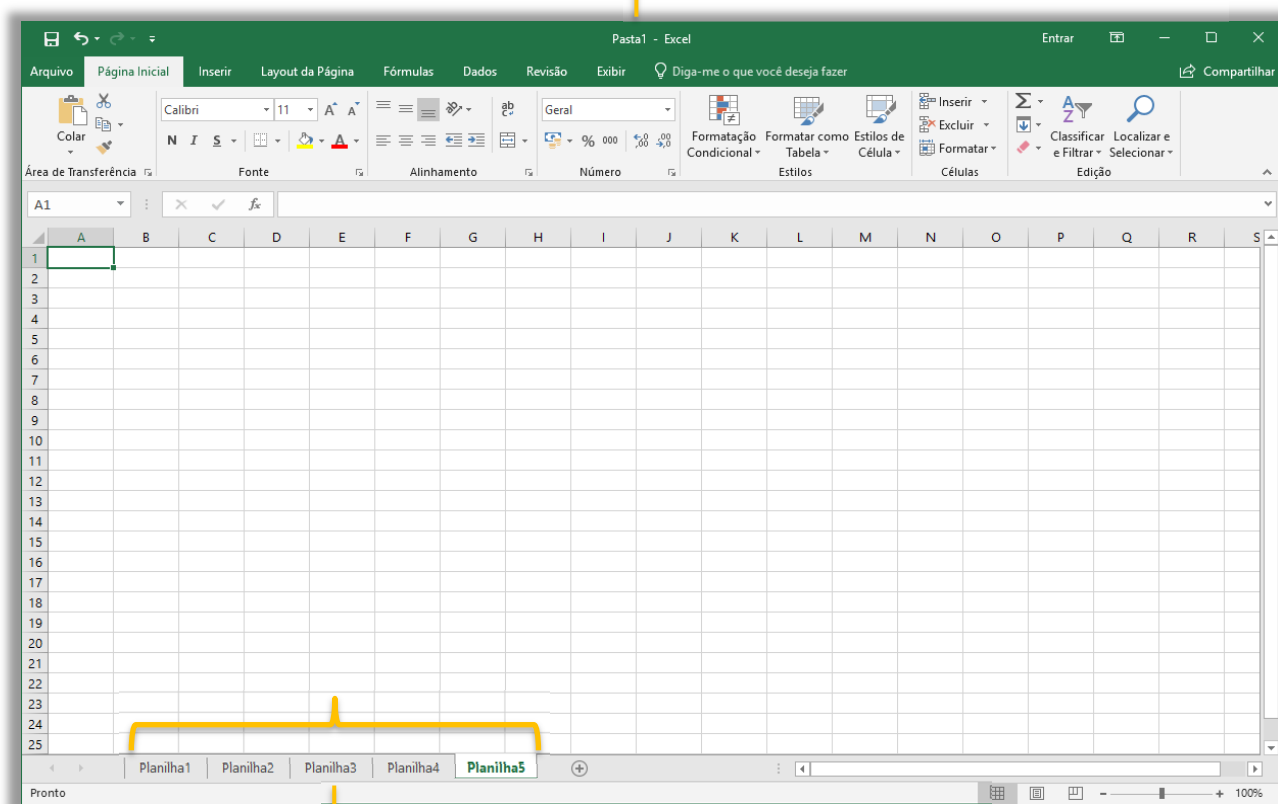 Pasta1 - Excel
Entrar
Arquivo Página Inicial Inserir Layout da Página Fórmulas Dados Revisão Exibir Diga-me o que você deseja fazer Compartilhar
Colar
Calibri 11 A A
N I S A
ab
Geral
% 000 ,00 ,0 ,00
Formatação Condicional
Formatar como Tabela
Estilos de Célula
Inserir
Excluir
Formatar
Σ
Classificar e Filtrar
Localizar e Selecionar
Área de Transferência Fonte Alinhamento Número Estilos Células Edição
A1 fx
A B C D E F G H I J K L M N O P Q R S
1
2
3
4
5
6
7
8
9
10
11
12
13
14
15
16
17
18
19
20
21
22
23
24
25
Planilha1 Planilha2 Planilha3 Planilha4 Planilha5
Pronto 100%